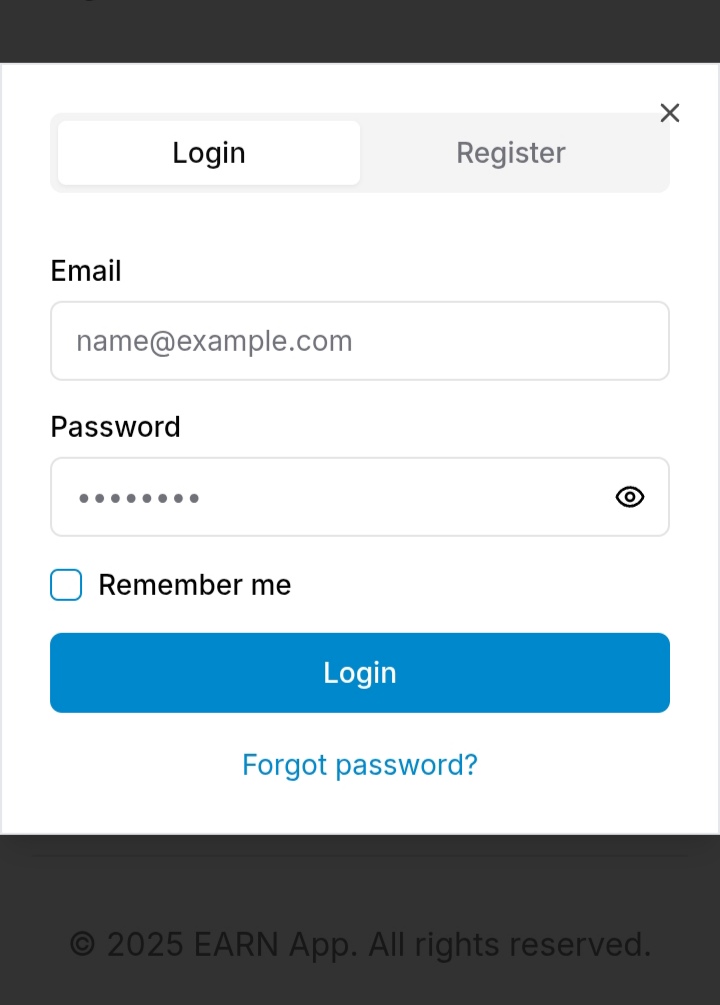 Login
Register
Email
name@example.com
Password
••••••••
Remember me
Login
Forgot password?
© 2025 EARN App. All rights reserved.